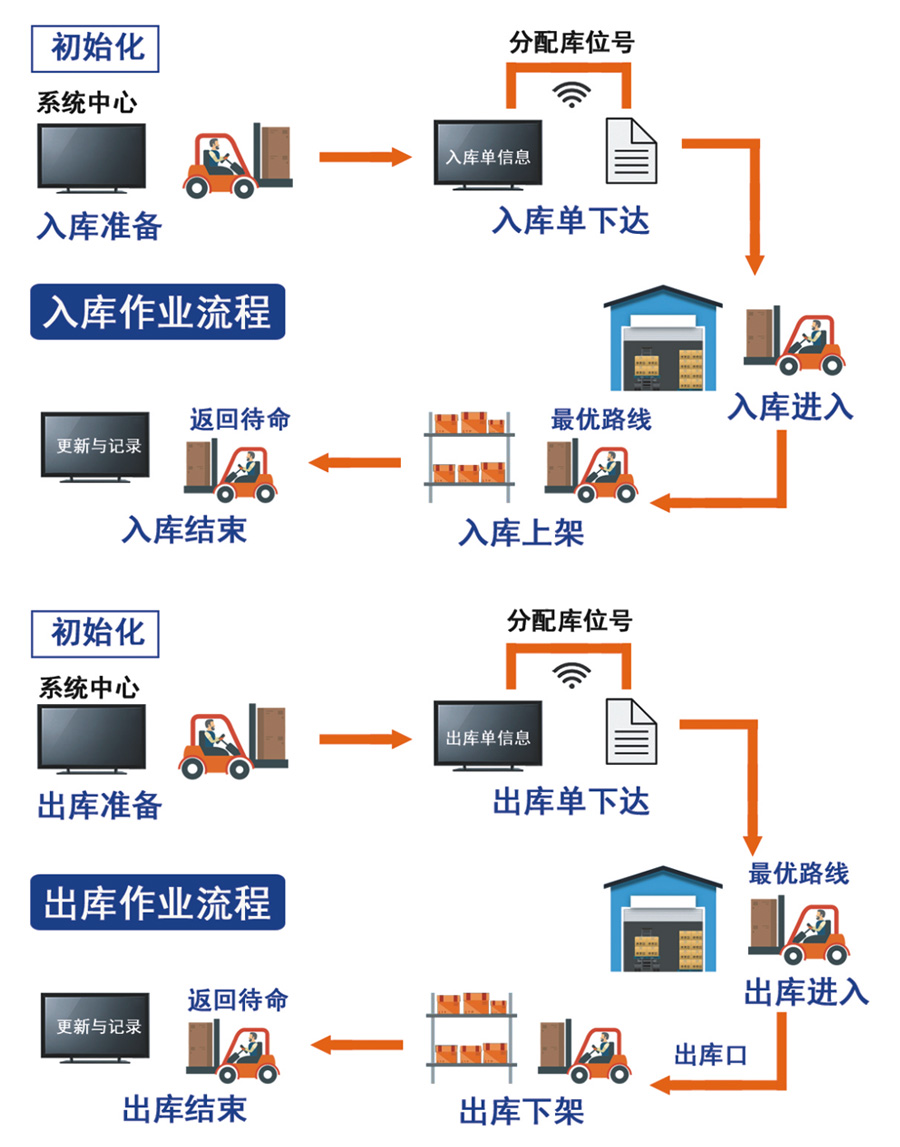 初始化
系统中心
入库准备
分配库位号
入库单信息
入库单下达
入库作业流程
入库进入
最优路线
入库上架
返回待命
更新与记录
入库结束
初始化
系统中心
出库准备
分配库位号
出库单信息
出库单下达
出库作业流程
最优路线
出库进入
出库口
出库下架
返回待命
更新与记录
出库结束